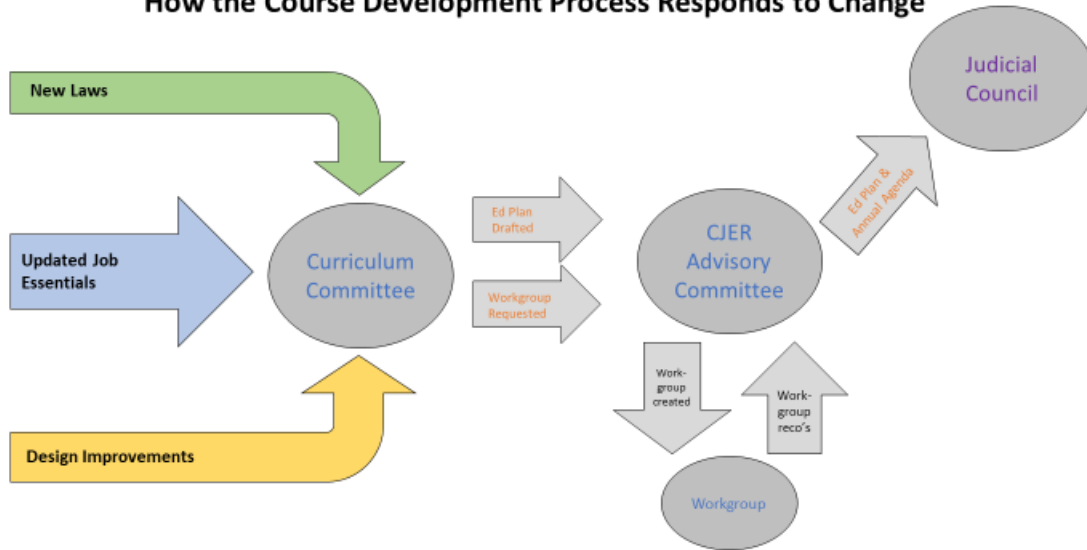 How the Course Development Process Responds to Change
New Laws
Judicial
Council
Ed Plan &
Annual Agenda
Updated Job
Essentials
Curriculum
Committee
Ed Plan
Drafted
Workgroup
Requested
CJER
Advisory
Committee
Work-
group
created
Work-
group
reco's
Design Improvements
Workgroup